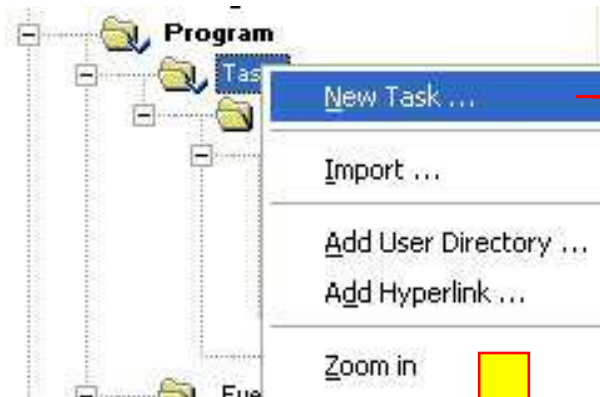 Program
New Task ...
Import ...
Add User Directory ...
Add Hyperlink ...
Zoom in